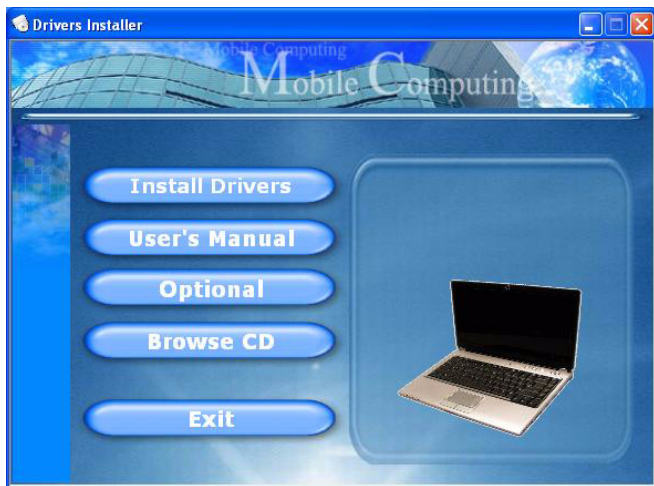 Drivers Installer
Mobile Computing
Mobile Computing
Install Drivers
User's Manual
Optional
Browse CD
Exit